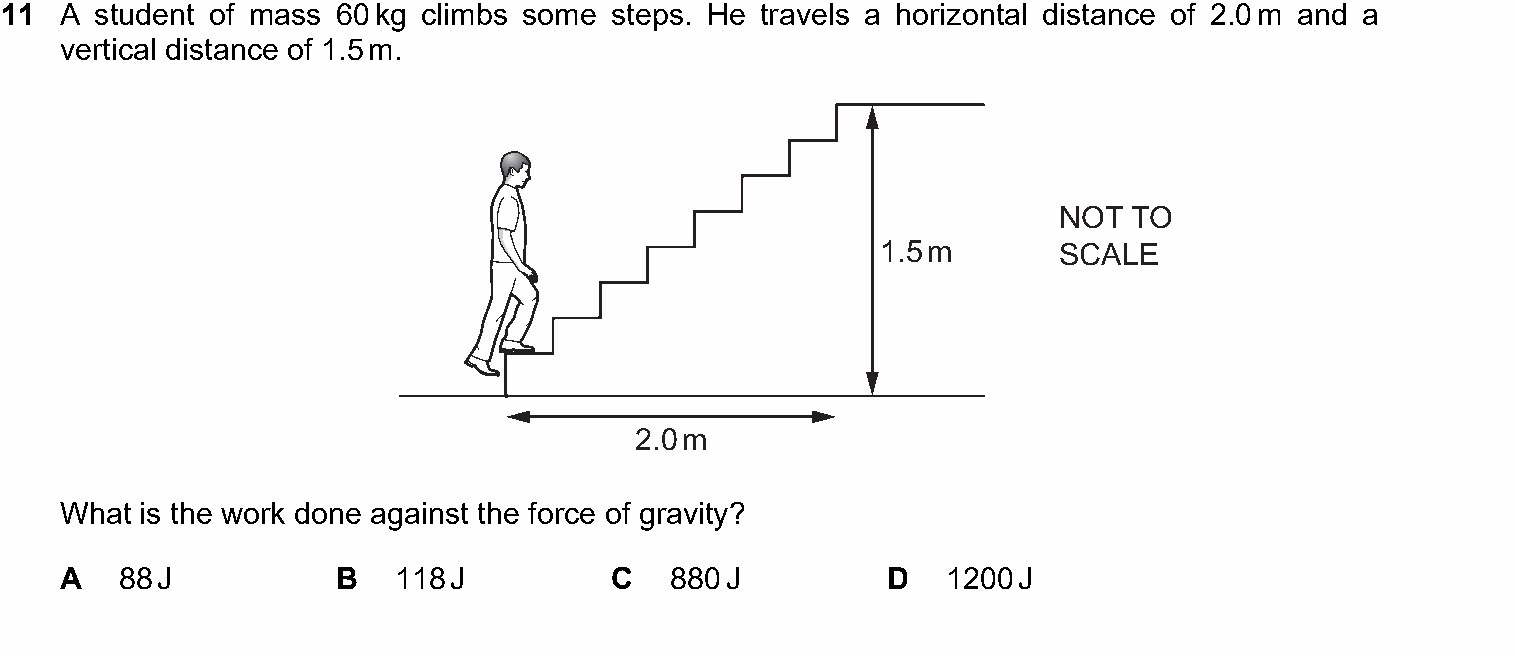 11 A student of mass 60 kg climbs some steps. He travels a horizontal distance of 2.0 m and a
vertical distance of 1.5 m.
NOT TO
SCALE
1.5 m
2.0 m
What is the work done against the force of gravity?
A 88 J B 118 J C 880 J D 1200 J